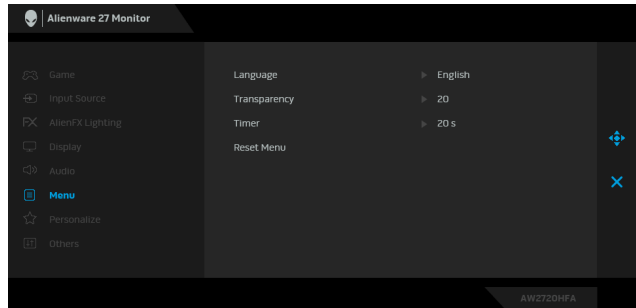 Alienware 27 Monitor
Game
Input Source
FX AlienFX Lighting
Display
Audio
Menu
Personalize
Others
Language English
Transparency 20
Timer 20 s
Reset Menu
AW2720HFA